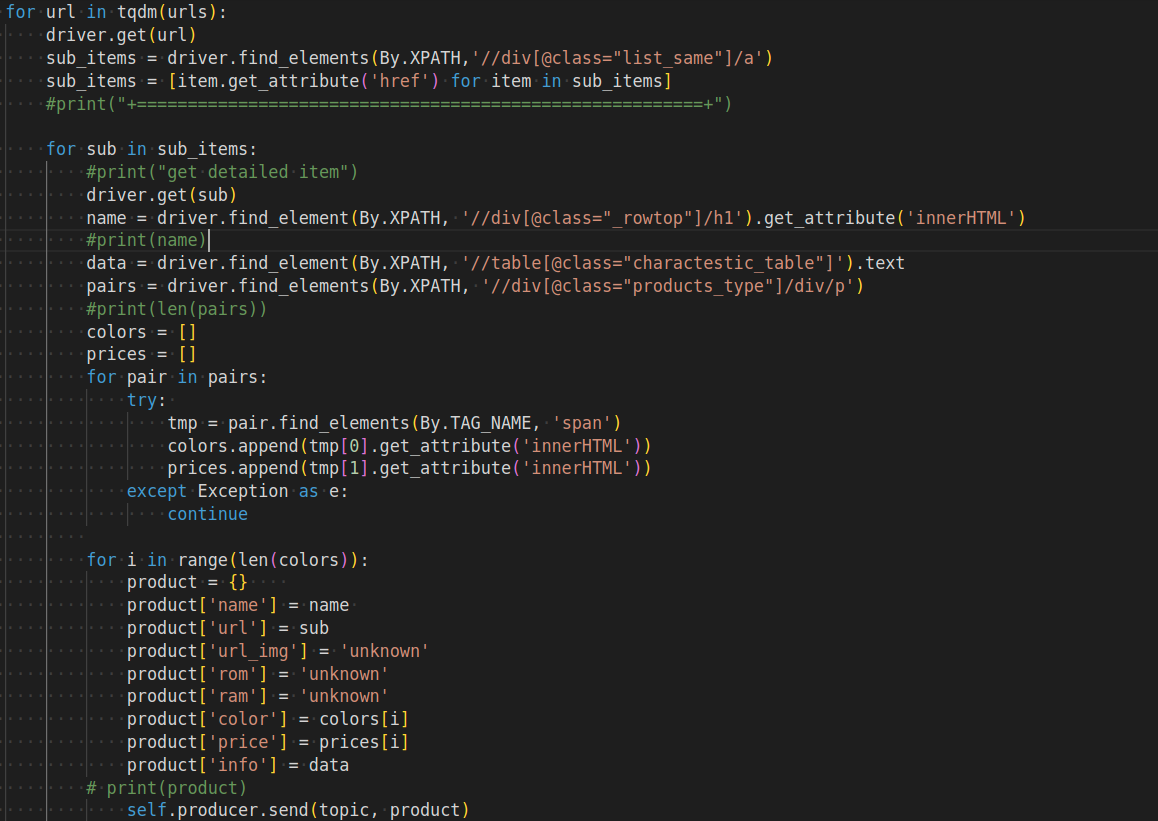 for url in tqdm(urls):
    driver.get(url)
    sub_items = driver.find_elements(By.XPATH,'//div[@class="list_same"]/a')
    sub_items = [item.get_attribute('href') for item in sub_items]
    #print("+========================================================+")

    for sub in sub_items:
        #print("get detailed item")
        driver.get(sub)
        name = driver.find_element(By.XPATH, '//div[@class="_rowtop"]/h1').get_attribute('innerHTML')
        #print(name)
        data = driver.find_element(By.XPATH, '//table[@class="charactestic_table"]').text
        pairs = driver.find_elements(By.XPATH, '//div[@class="products_type"]/div/p')
        #print(len(pairs))
        colors = []
        prices = []
        for pair in pairs:
            try:
                tmp = pair.find_elements(By.TAG_NAME, 'span')
                colors.append(tmp[0].get_attribute('innerHTML'))
                prices.append(tmp[1].get_attribute('innerHTML'))
            except Exception as e:
                continue

        for i in range(len(colors)):
            product = {}
            product['name'] = name
            product['url'] = sub
            product['url_img'] = 'unknown'
            product['rom'] = 'unknown'
            product['ram'] = 'unknown'
            product['color'] = colors[i]
            product['price'] = prices[i]
            product['info'] = data
        # print(product)
            self.producer.send(topic, product)